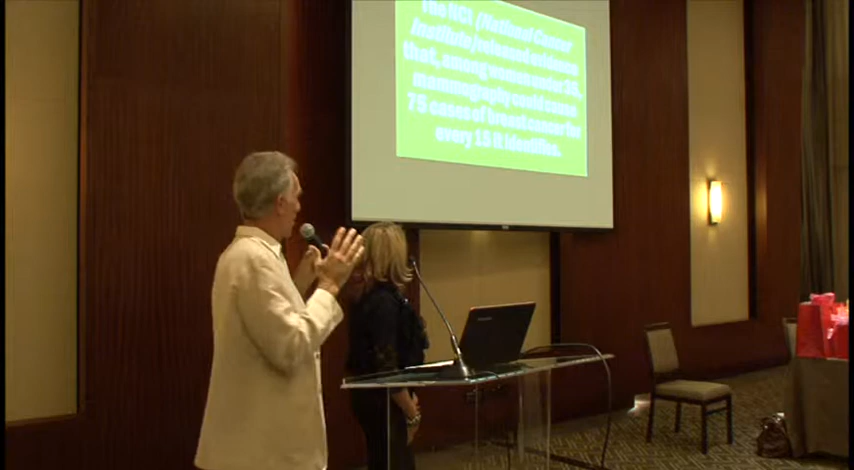 The NCI (National Cancer
Institute) released evidence
that, among women under 35,
mammography could cause
75 cases of breast cancer for
every 15 it identifies.